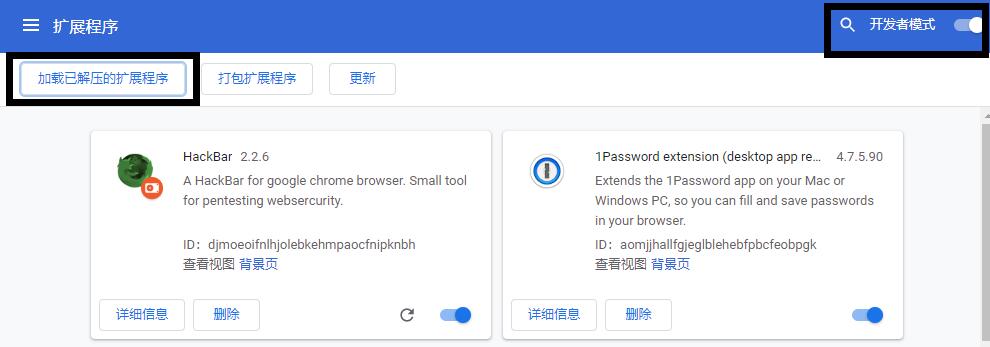 扩展程序
开发者模式
加载已解压的扩展程序
打包扩展程序
更新
HackBar 2.2.6
A HackBar for google chrome browser. Small tool
for pentesting websercurity.
ID: djmoeoifnlhjolebkehmpaocfnipknbh
查看视图 背景页
详细信息
删除
1Password extension (desktop app re... 4.7.5.90
Extends the 1Password app on your Mac or
Windows PC, so you can fill and save passwords
in your browser.
ID: aomjjhallfgjeglblehebfpbcfeobpgk
查看视图 背景页
详细信息
删除